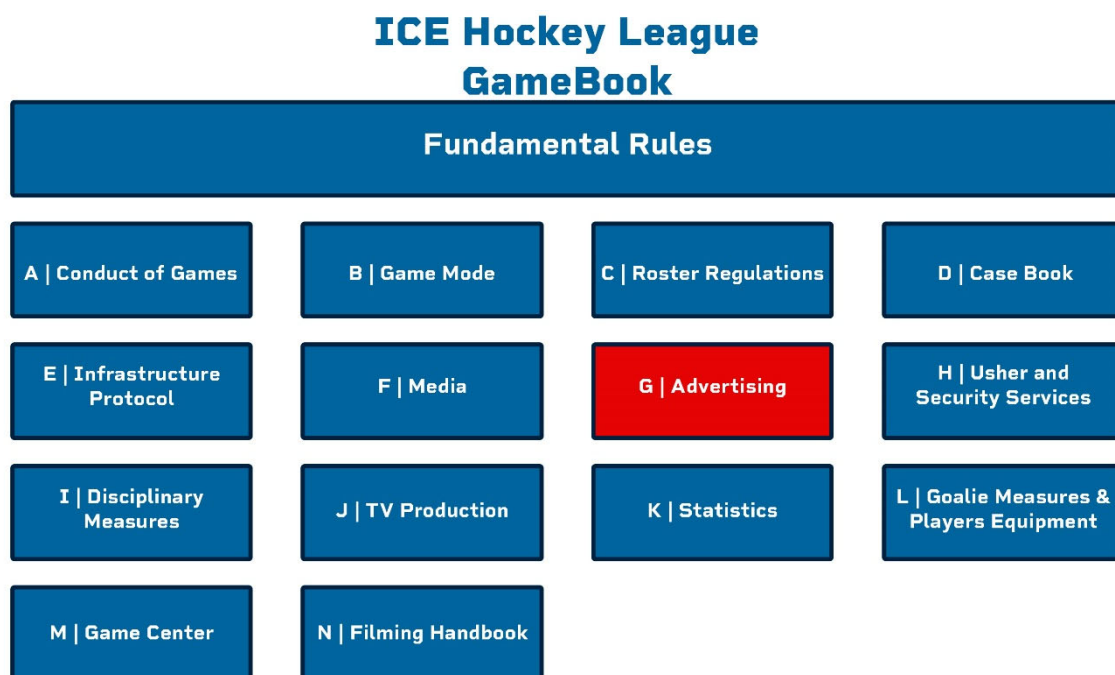 ICE Hockey League
GameBook
Fundamental Rules
A | Conduct of Games
B | Game Mode
C | Roster Regulations
D | Case Book
E | Infrastructure
Protocol
F | Media
G | Advertising
H | Usher and
Security Services
I | Disciplinary
Measures
J | TV Production
K | Statistics
L | Goalie Measures &
Players Equipment
M | Game Center
N | Filming Handbook